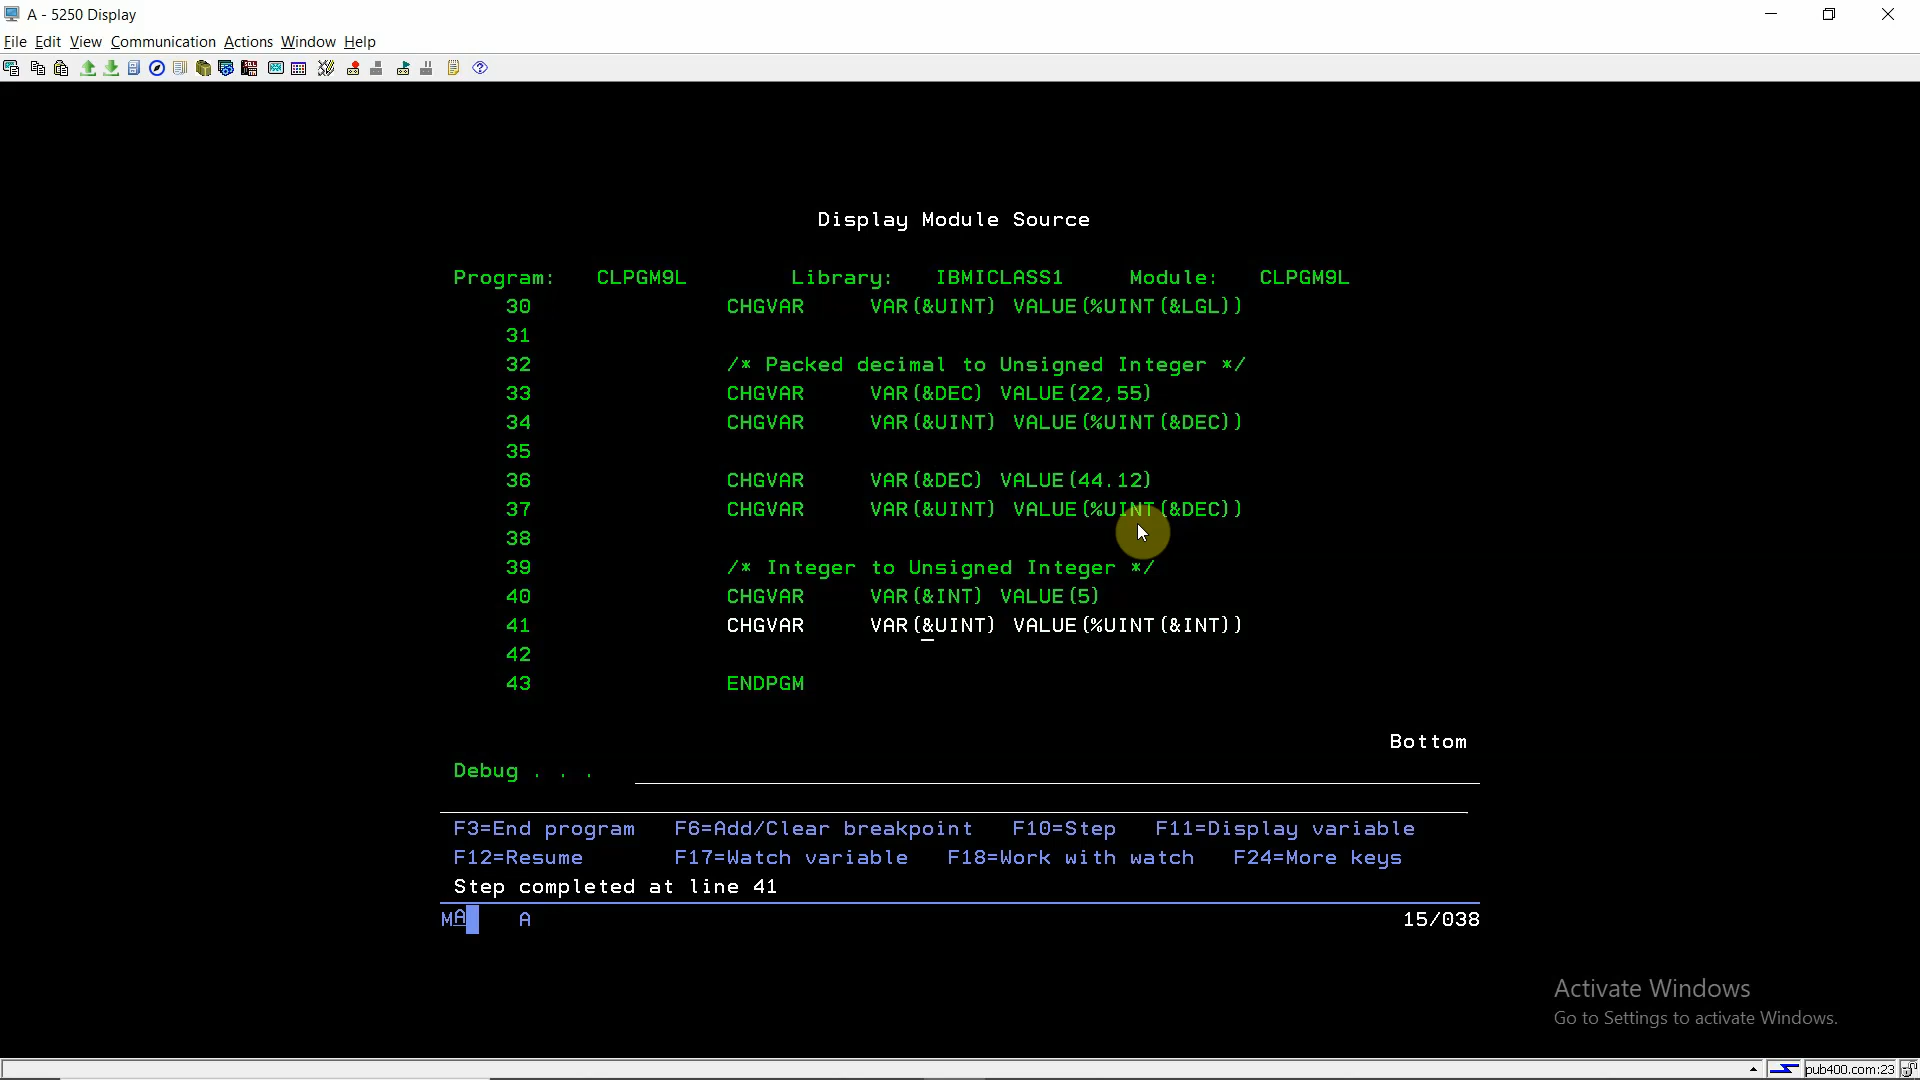 A - 5250 Display
File Edit View Communication Actions Window Help
Display Module Source
Program: CLPGM9L Library: IBMICLASS1 Module: CLPGM9L
30 CHGVAR VAR(&UINT) VALUE(%UINT(&LGL))
31
32 /* Packed decimal to Unsigned Integer */
33 CHGVAR VAR(&DEC) VALUE(22,55)
34 CHGVAR VAR(&UINT) VALUE(%UINT(&DEC))
35
36 CHGVAR VAR(&DEC) VALUE(44.12)
37 CHGVAR VAR(&UINT) VALUE(%UINT(&DEC))
38
39 /* Integer to Unsigned Integer */
40 CHGVAR VAR(&INT) VALUE(5)
41 CHGVAR VAR(&UINT) VALUE(%UINT(&INT))
42
43 ENDPGM
Bottom
Debug . . .
F3=End program F6=Add/Clear breakpoint F10=Step F11=Display variable
F12=Resume F17=Watch variable F18=Work with watch F24=More keys
Step completed at line 41
MA A 15/038
Activate Windows
Go to Settings to activate Windows.
pub400.com:23